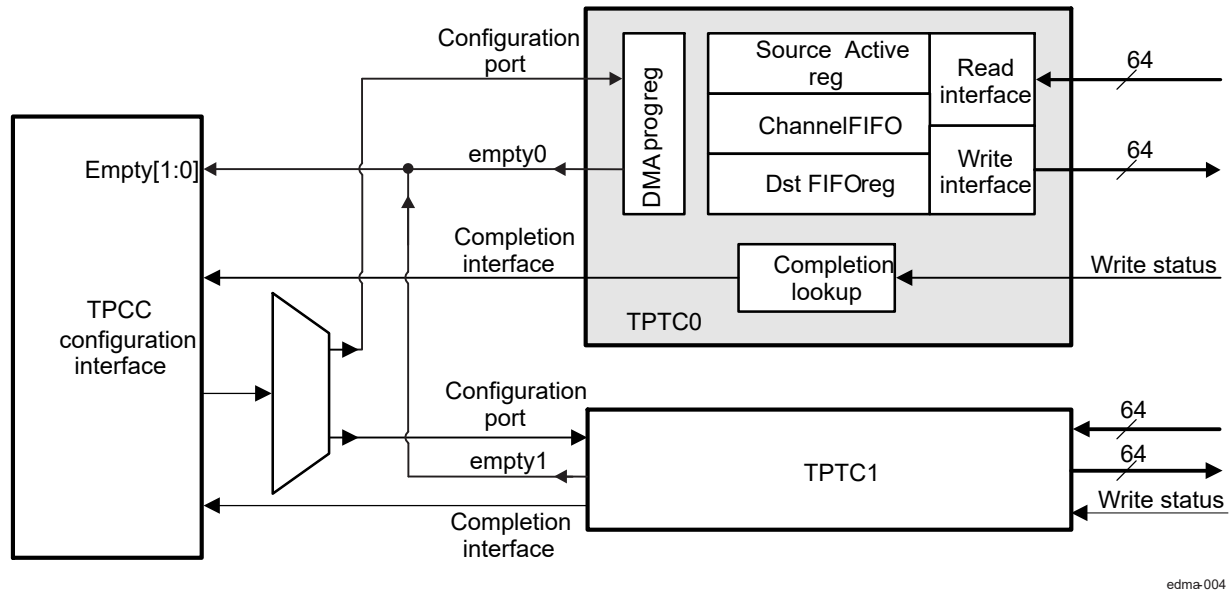 Configuration
port
DMA prog reg
Source Active
reg
Read
interface
64
ChannelFIFO
Empty[1:0]
empty0
Dst FIFOreg
Write
interface
64
Completion
interface
Completion
lookup
Write status
TPTC0
TPCC
configuration
interface
Configuration
port
64
empty1
TPTC1
64
Write status
Completion
interface
edma-004